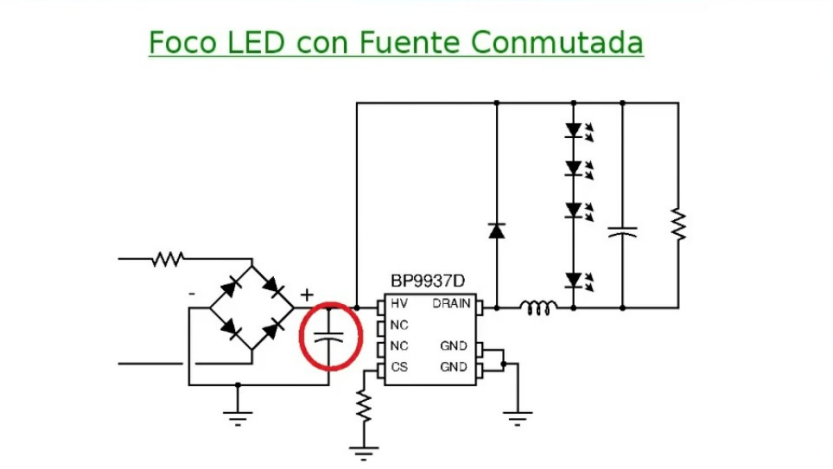 Foco LED con Fuente Conmutada
BP9937D
- +
HV DRAIN
NC
NC GND
CS GND